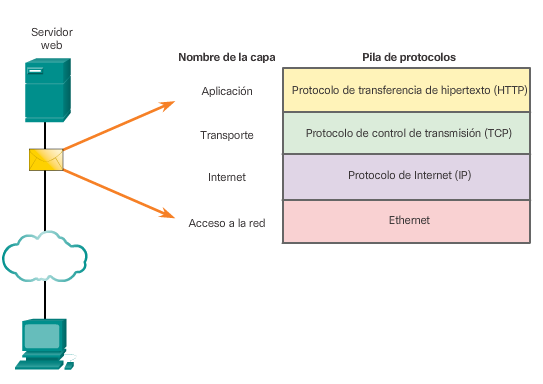 Servidor
web
Nombre de la capa
Pila de protocolos
Aplicación
Protocolo de transferencia de hipertexto (HTTP)
Transporte
Protocolo de control de transmisión (TCP)
Internet
Protocolo de Internet (IP)
Acceso a la red
Ethernet